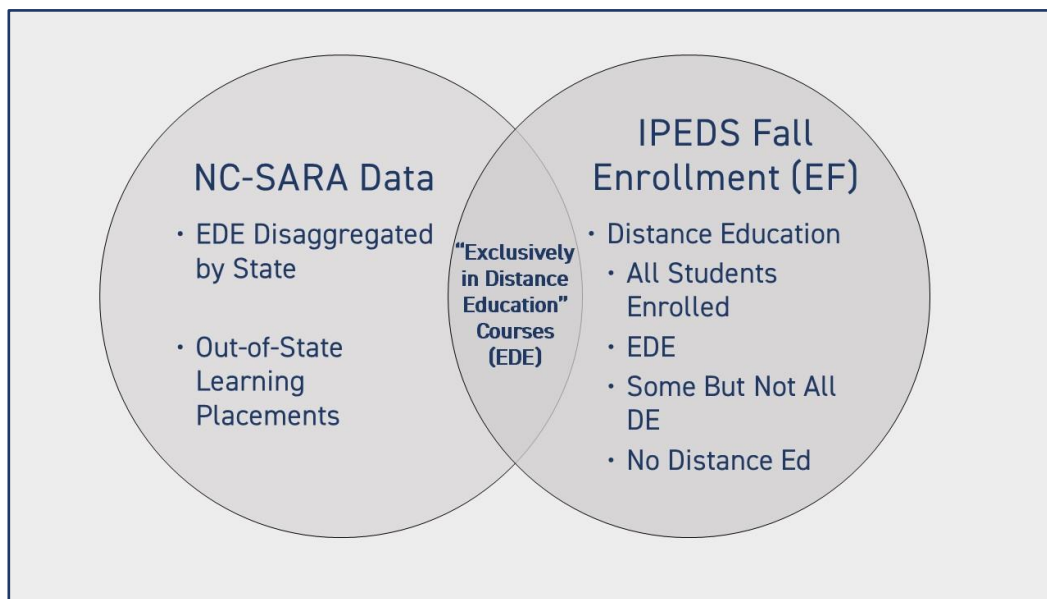 NC-SARA Data
• EDE Disaggregated
by State
• Out-of-State
Learning
Placements
“Exclusively
in Distance
Education”
Courses
(EDE)
IPEDS Fall
Enrollment (EF)
• Distance Education
• All Students
Enrolled
• EDE
• Some But Not All
DE
• No Distance Ed